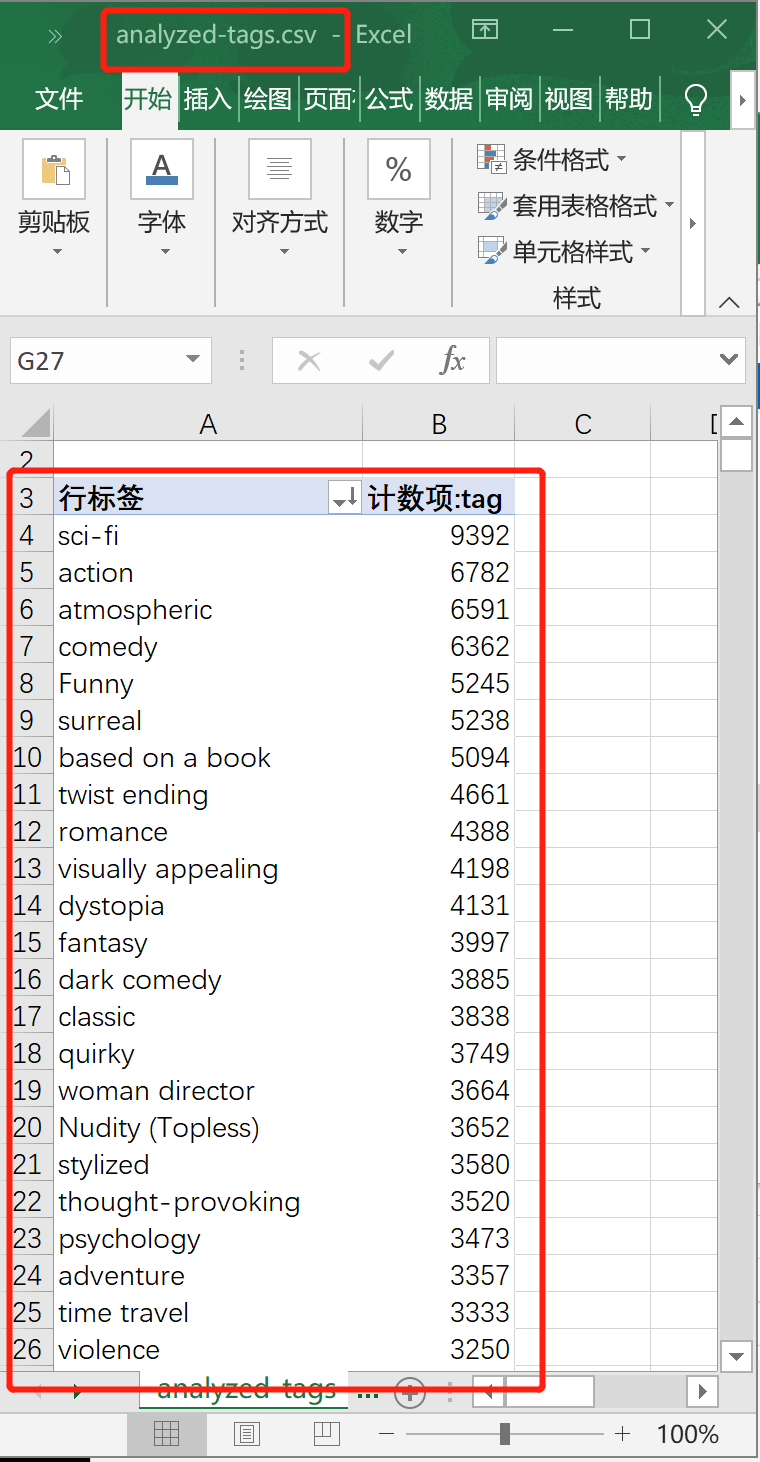 analyzed-tags.csv - Excel
文件 开始 插入 绘图 页面 公式 数据 审阅 视图 帮助
剪贴板 字体 对齐方式 % 数字 条件格式
套用表格格式
单元格样式
样式
G27 fx
A B C
2
3 行标签 计数项:tag
4 sci-fi 9392
5 action 6782
6 atmospheric 6591
7 comedy 6362
8 Funny 5245
9 surreal 5238
10 based on a book 5094
11 twist ending 4661
12 romance 4388
13 visually appealing 4198
14 dystopia 4131
15 fantasy 3997
16 dark comedy 3885
17 classic 3838
18 quirky 3749
19 woman director 3664
20 Nudity (Topless) 3652
21 stylized 3580
22 thought-provoking 3520
23 psychology 3473
24 adventure 3357
25 time travel 3333
26 violence 3250
analyzed-tags ...
100%